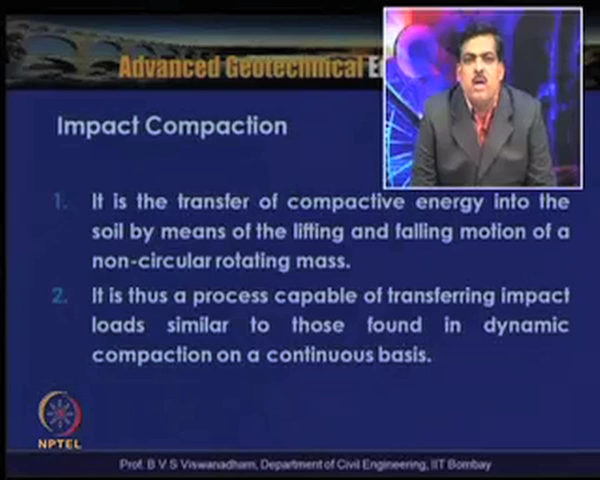 Advanced Geotechnical E
Impact Compaction
1. It is the transfer of compactive energy into the
soil by means of the lifting and falling motion of a
non-circular rotating mass.
2. It is thus a process capable of transferring impact
loads similar to those found in dynamic
compaction on a continuous basis.
NPTEL
Prof. B V S Viswanadham, Department of Civil Engineering, IIT Bombay